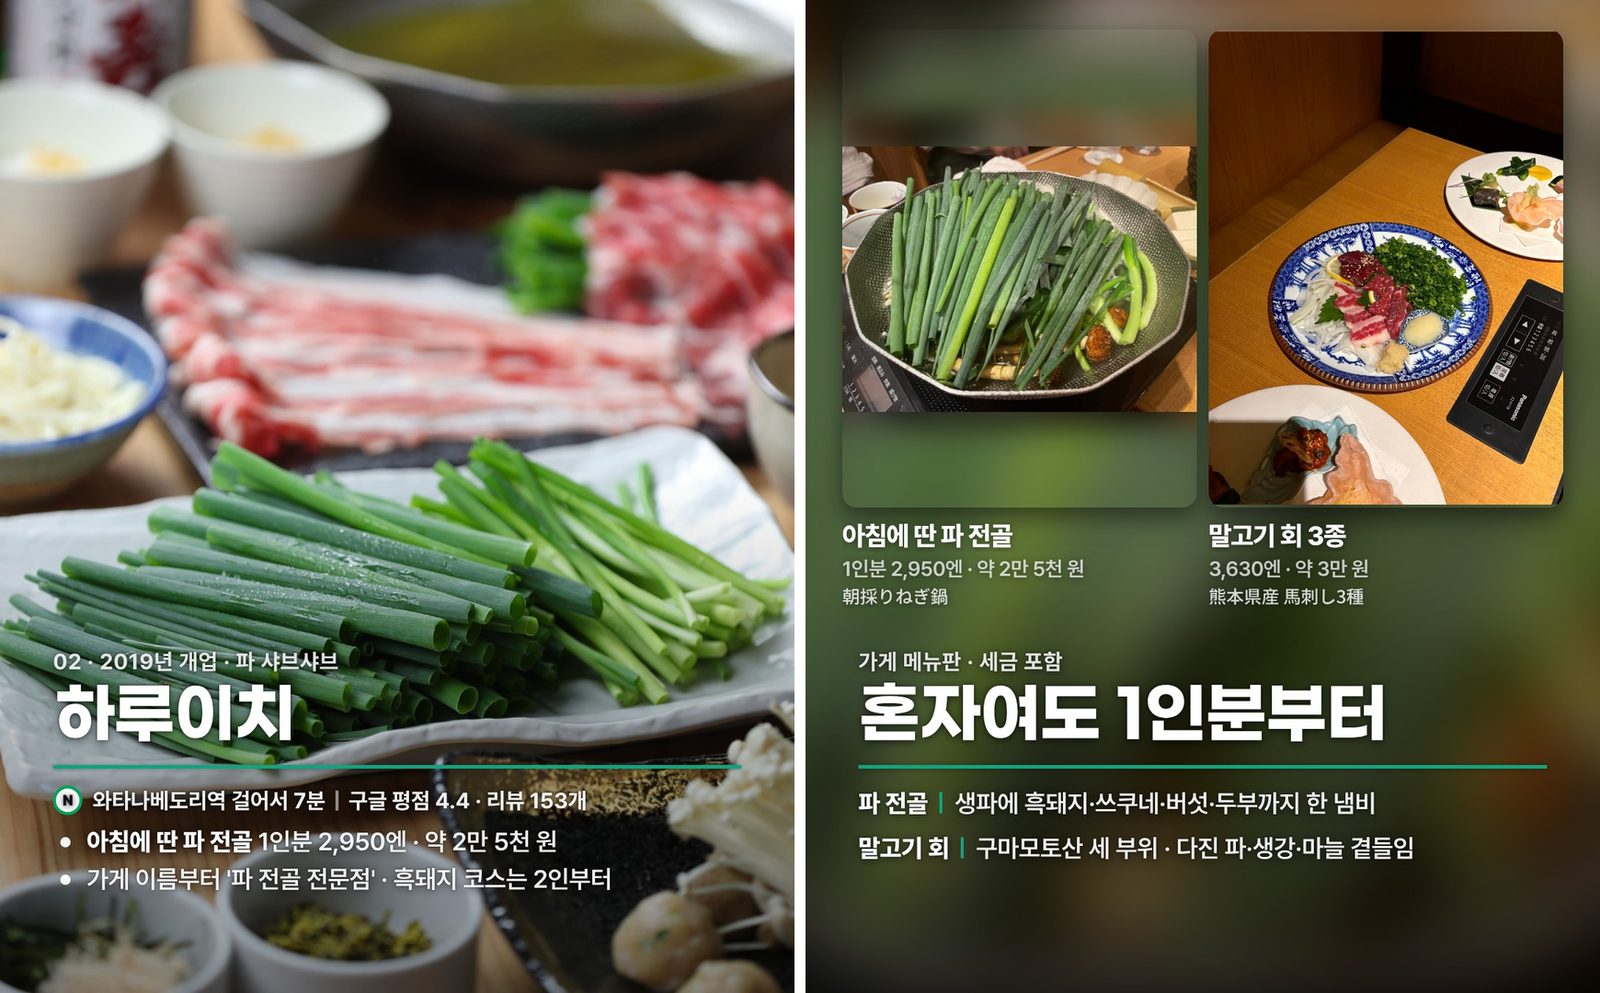 02 · 2019년 개업 · 파 샤브샤브
하루이치
N 와타나베도리역 걸어서 7분 | 구글 평점 4.4 · 리뷰 153개
• 아침에 딴 파 전골 1인분 2,950엔 · 약 2만 5천 원
• 가게 이름부터 '파 전골 전문점' · 흑돼지 코스는 2인부터
Panasonic
아침에 딴 파 전골
1인분 2,950엔 · 약 2만 5천 원
朝採りねぎ鍋
말고기 회 3종
3,630엔 · 약 3만 원
熊本県産 馬刺し3種
가게 메뉴판 · 세금 포함
혼자여도 1인분부터
파 전골 | 생파에 흑돼지·쓰쿠네·버섯·두부까지 한 냄비
말고기 회 | 구마모토산 세 부위 · 다진 파·생강·마늘 곁들임